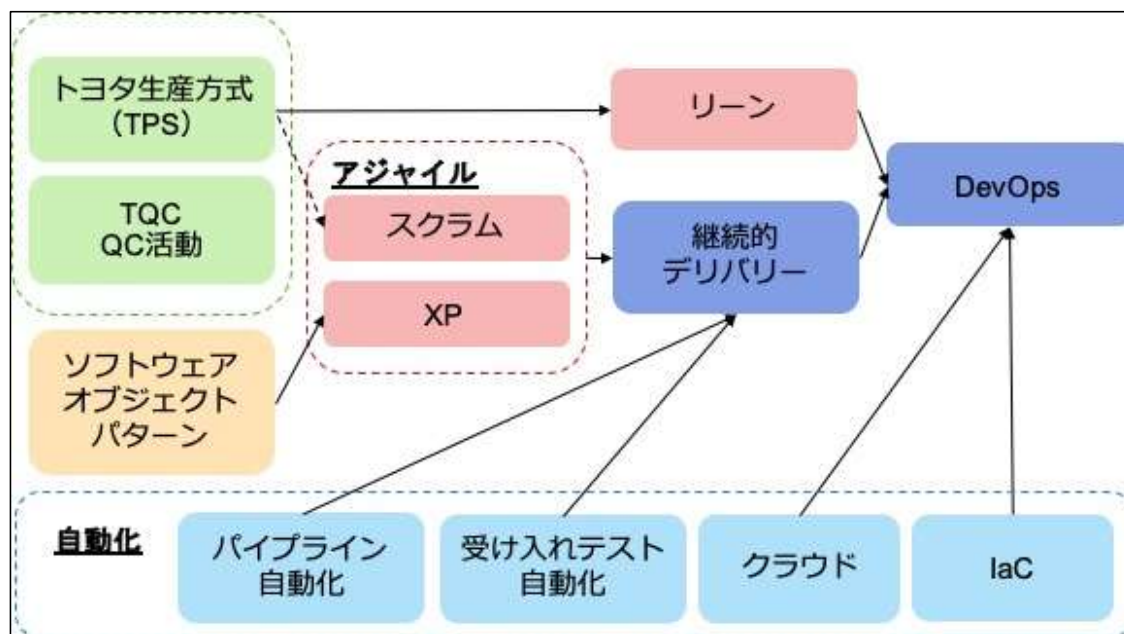 トヨタ生産方式
（TPS）
TQC
QC活動
ソフトウェア
オブジェクト
パターン
アジャイル
スクラム
XP
リーン
継続的
デリバリー
DevOps
自動化
パイプライン
自動化
受け入れテスト
自動化
クラウド
IaC